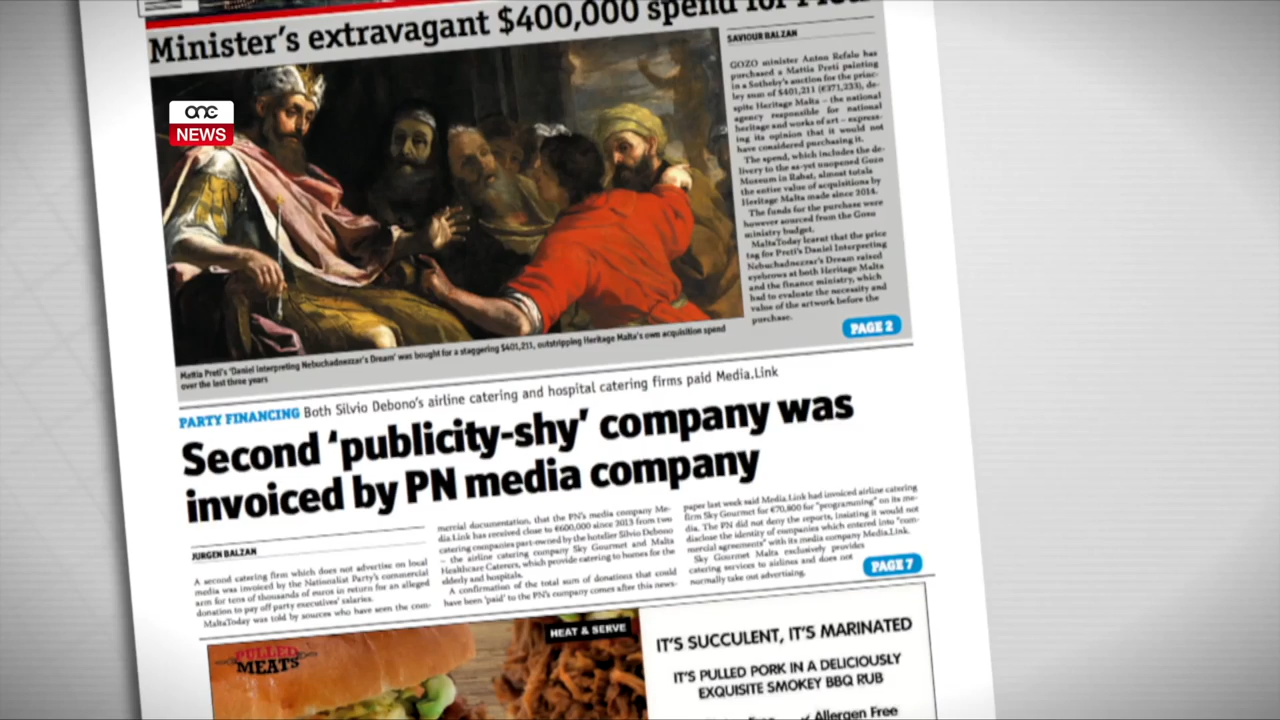 Minister’s extravagant $400,000 spend for
one
NEWS
SAVIOUR BALZAN
GOZO minister Anton Refalo has
purchased a Mattia Preti painting
in a Sotheby’s auction for the prince-
ley sum of $401,211 (€371,233), de-
spite Heritage Malta – the national
agency responsible for national
heritage and works of art – express-
ing its opinion that it would not
have considered purchasing it.
The spend, which includes the de-
livery to the as-yet unopened Gozo
Museum in Rabat, almost totals
the entire value of acquisitions by
Heritage Malta made since 2014.
The funds for the purchase were
however sourced from the Gozo
ministry budget.
MaltaToday learnt that the price
tag for Preti’s Daniel Interpreting
Nebuchadnezzar’s Dream raised
eyebrows at both Heritage Malta
and the finance ministry, which
had to evaluate the necessity and
value of the artwork before the
purchase.
PAGE 2
Mattia Preti’s ‘Daniel Interpreting Nebuchadnezzar’s Dream’ was bought for a staggering $401,211, outstripping Heritage Malta’s own acquisition spend
over the last three years
PARTY FINANCING Both Silvio Debono’s airline catering and hospital catering firms paid Media.Link
Second ‘publicity-shy’ company was
invoiced by PN media company
JURGEN BALZAN
A second catering firm which does not advertise on local
media was invoiced by the Nationalist Party’s commercial
arm for tens of thousands of euros in return for an alleged
donation to pay off party executives’ salaries.
MaltaToday was told by sources who have seen the com-
mercial documentation, that the PN’s media company Me-
dia.Link has received close to €600,000 since 2013 from two
catering companies part-owned by the hotelier Silvio Debono
– the airline catering company Sky Gourmet and Malta
Healthcare Caterers, which provide catering to homes for the
elderly and hospitals.
A confirmation of the total sum of donations that could
have been ‘paid’ to the PN’s company comes after this news-
paper last week said Media.Link had invoiced airline catering
firm Sky Gourmet for €70,800 for “programming” on its me-
dia. The PN did not deny the reports, insisting it would not
disclose the identity of companies which entered into “com-
mercial agreements” with its media company Media.Link.
Sky Gourmet Malta exclusively provides
catering services to airlines and does not
normally take out advertising.
PAGE 7
PULLED
MEATS
HEAT & SERVE
IT’S SUCCULENT, IT’S MARINATED
IT’S PULLED PORK IN A DELICIOUSLY
EXQUISITE SMOKEY BBQ RUB
Allergen Free